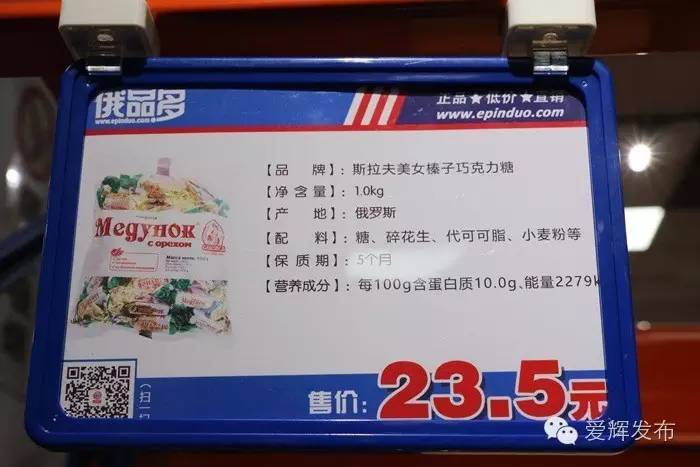 俄品多
www.epinduo.com
正品★低价★直销
www.epinduo.com
【品　　牌】：斯拉夫美女榛子巧克力糖
【净 含 量】：1.0kg
【产　　地】：俄罗斯
【配　　料】：糖、碎花生、代可可脂、小麦粉等
【保 质 期】：5个月
【营养成分】：每100g含蛋白质10.0g、能量2279k
Медунок
с орехом
售价：23.5元
爱辉发布